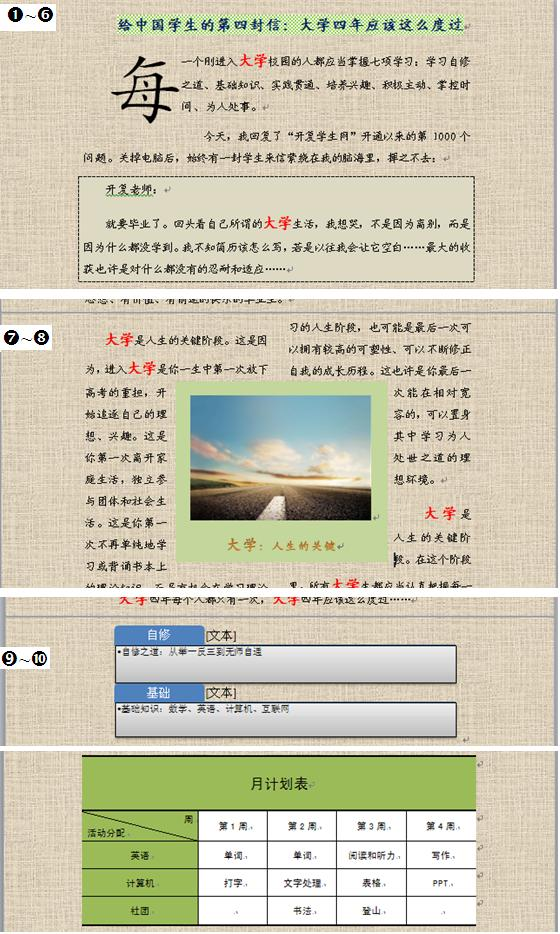 ❶~❻
给中国学生的第四封信：大学四年应该这么度过
每
一个刚进入大学校园的人都应当掌握七项学习：学习自修
之道、基础知识、实践贯通、培养兴趣、积极主动、掌控时
间、为人处事。
今天，我回复了“开复学生网”开通以来的第 1000 个
问题。关掉电脑后，始终有一封学生来信萦绕在我的脑海里，挥之不去：
开复老师：
就要毕业了。回头看自己所谓的大学生活，我想哭，不是因为离别，而是
因为什么都没学到。我不知简历该怎么写，若是以往我会让它空白……最大的收
获也许是对什么都没有的忍耐和适应……
❼~❽
大学是人生的关键阶段。这是因
为，进入大学是你一生中第一次放下
高考的重担，开
始追逐自己的理
想、兴趣。这是
你第一次离开家
庭生活，独立参
与团体和社会生
活。这是你第一
次不再单纯地学
习或背诵书本上
习的人生阶段，也可能是最后一次可
以拥有较高的可塑性、可以不断修正
自我的成长历程。这也许是你最后一
次能在相对宽
容的，可以置身
其中学习为人
处世之道的理
想环境。
大学是
人生的关键阶
段。在这个阶段
里，所有大学生都应当认真把握每一
大学：人生的关键
大学四年每个人都只有一次，大学四年应该这么度过……
❾~❿
自修 [文本]
•自修之道：从举一反三到无师自通
基础 [文本]
•基础知识：数学、英语、计算机、互联网
月计划表
周
活动分配 第 1 周 第 2 周 第 3 周 第 4 周
英语 单词 单词 阅读和听力 写作
计算机 打字 文字处理 表格 PPT
社团 书法 登山